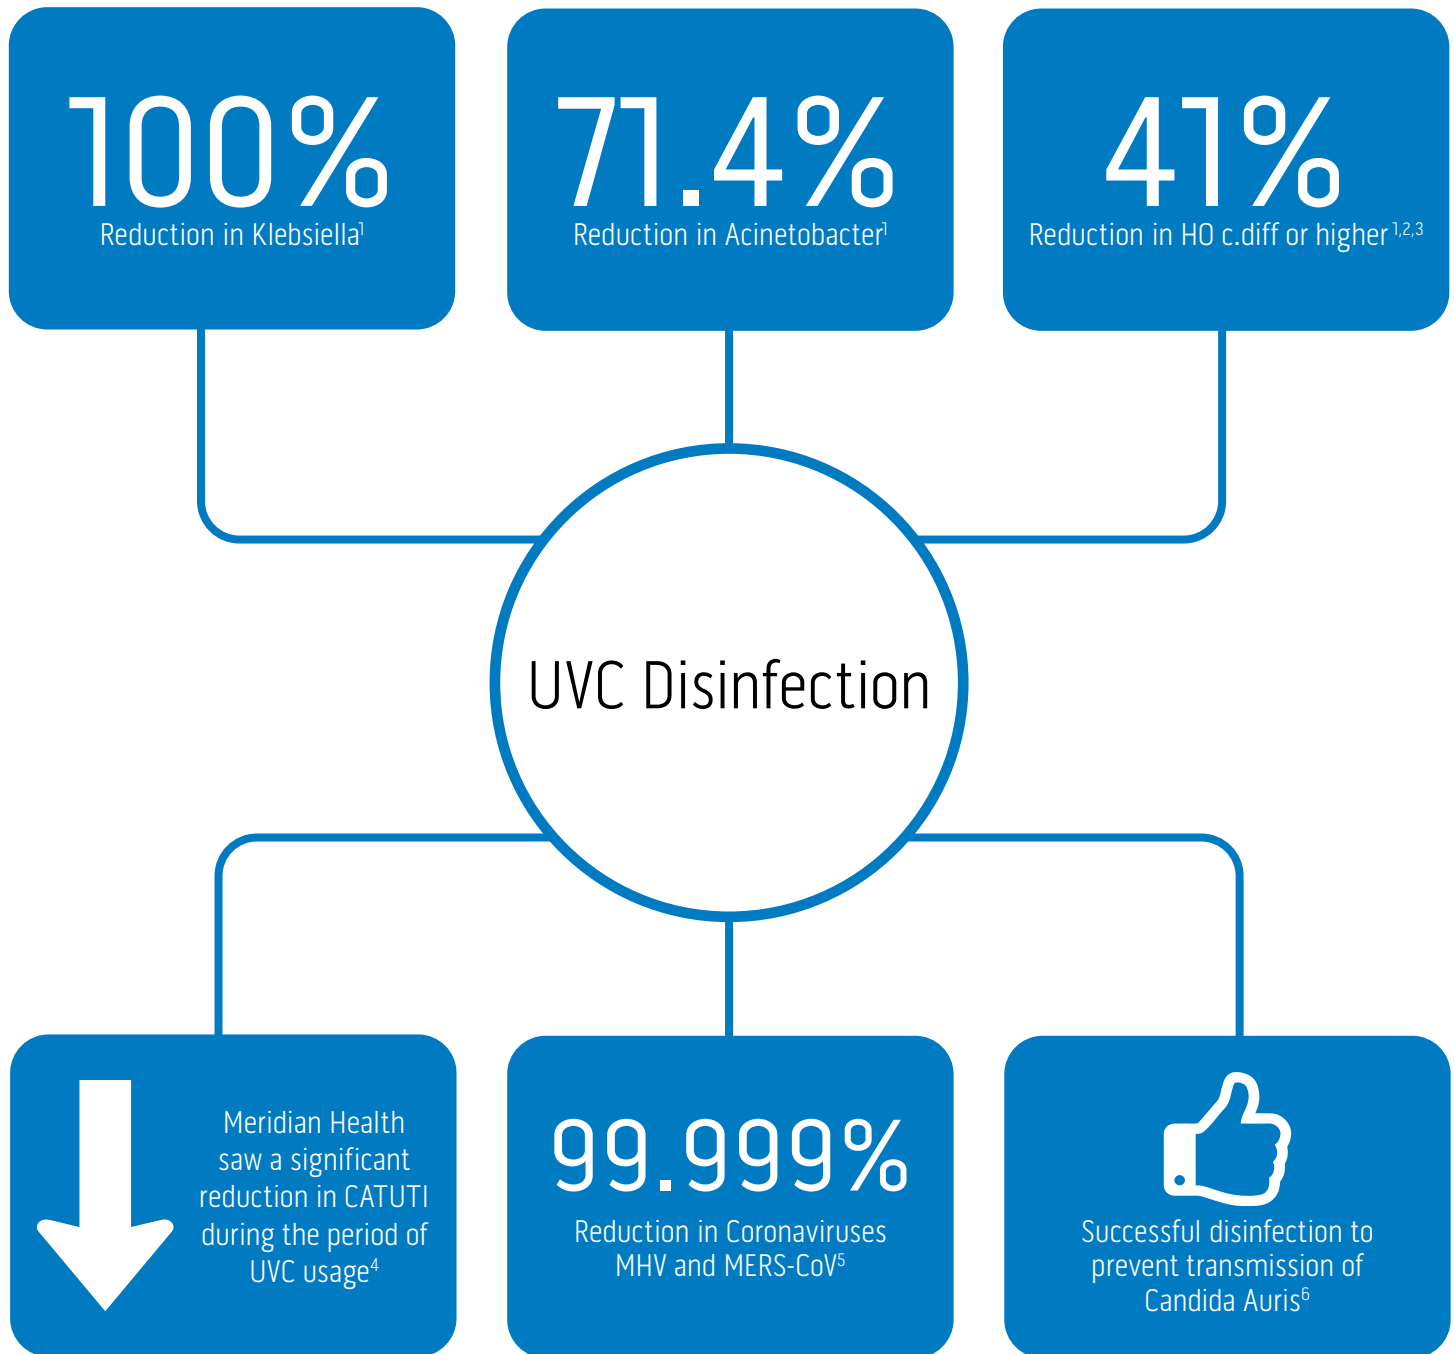 100%
Reduction in Klebsiella¹
71.4%
Reduction in Acinetobacter¹
41%
Reduction in HO c.diff or higher ¹,²,³
UVC Disinfection
Meridian Health
saw a significant
reduction in CATUTI
during the period of
UVC usage⁴
99.999%
Reduction in Coronaviruses
MHV and MERS-CoV⁵
Successful disinfection to
prevent transmission of
Candida Auris⁶